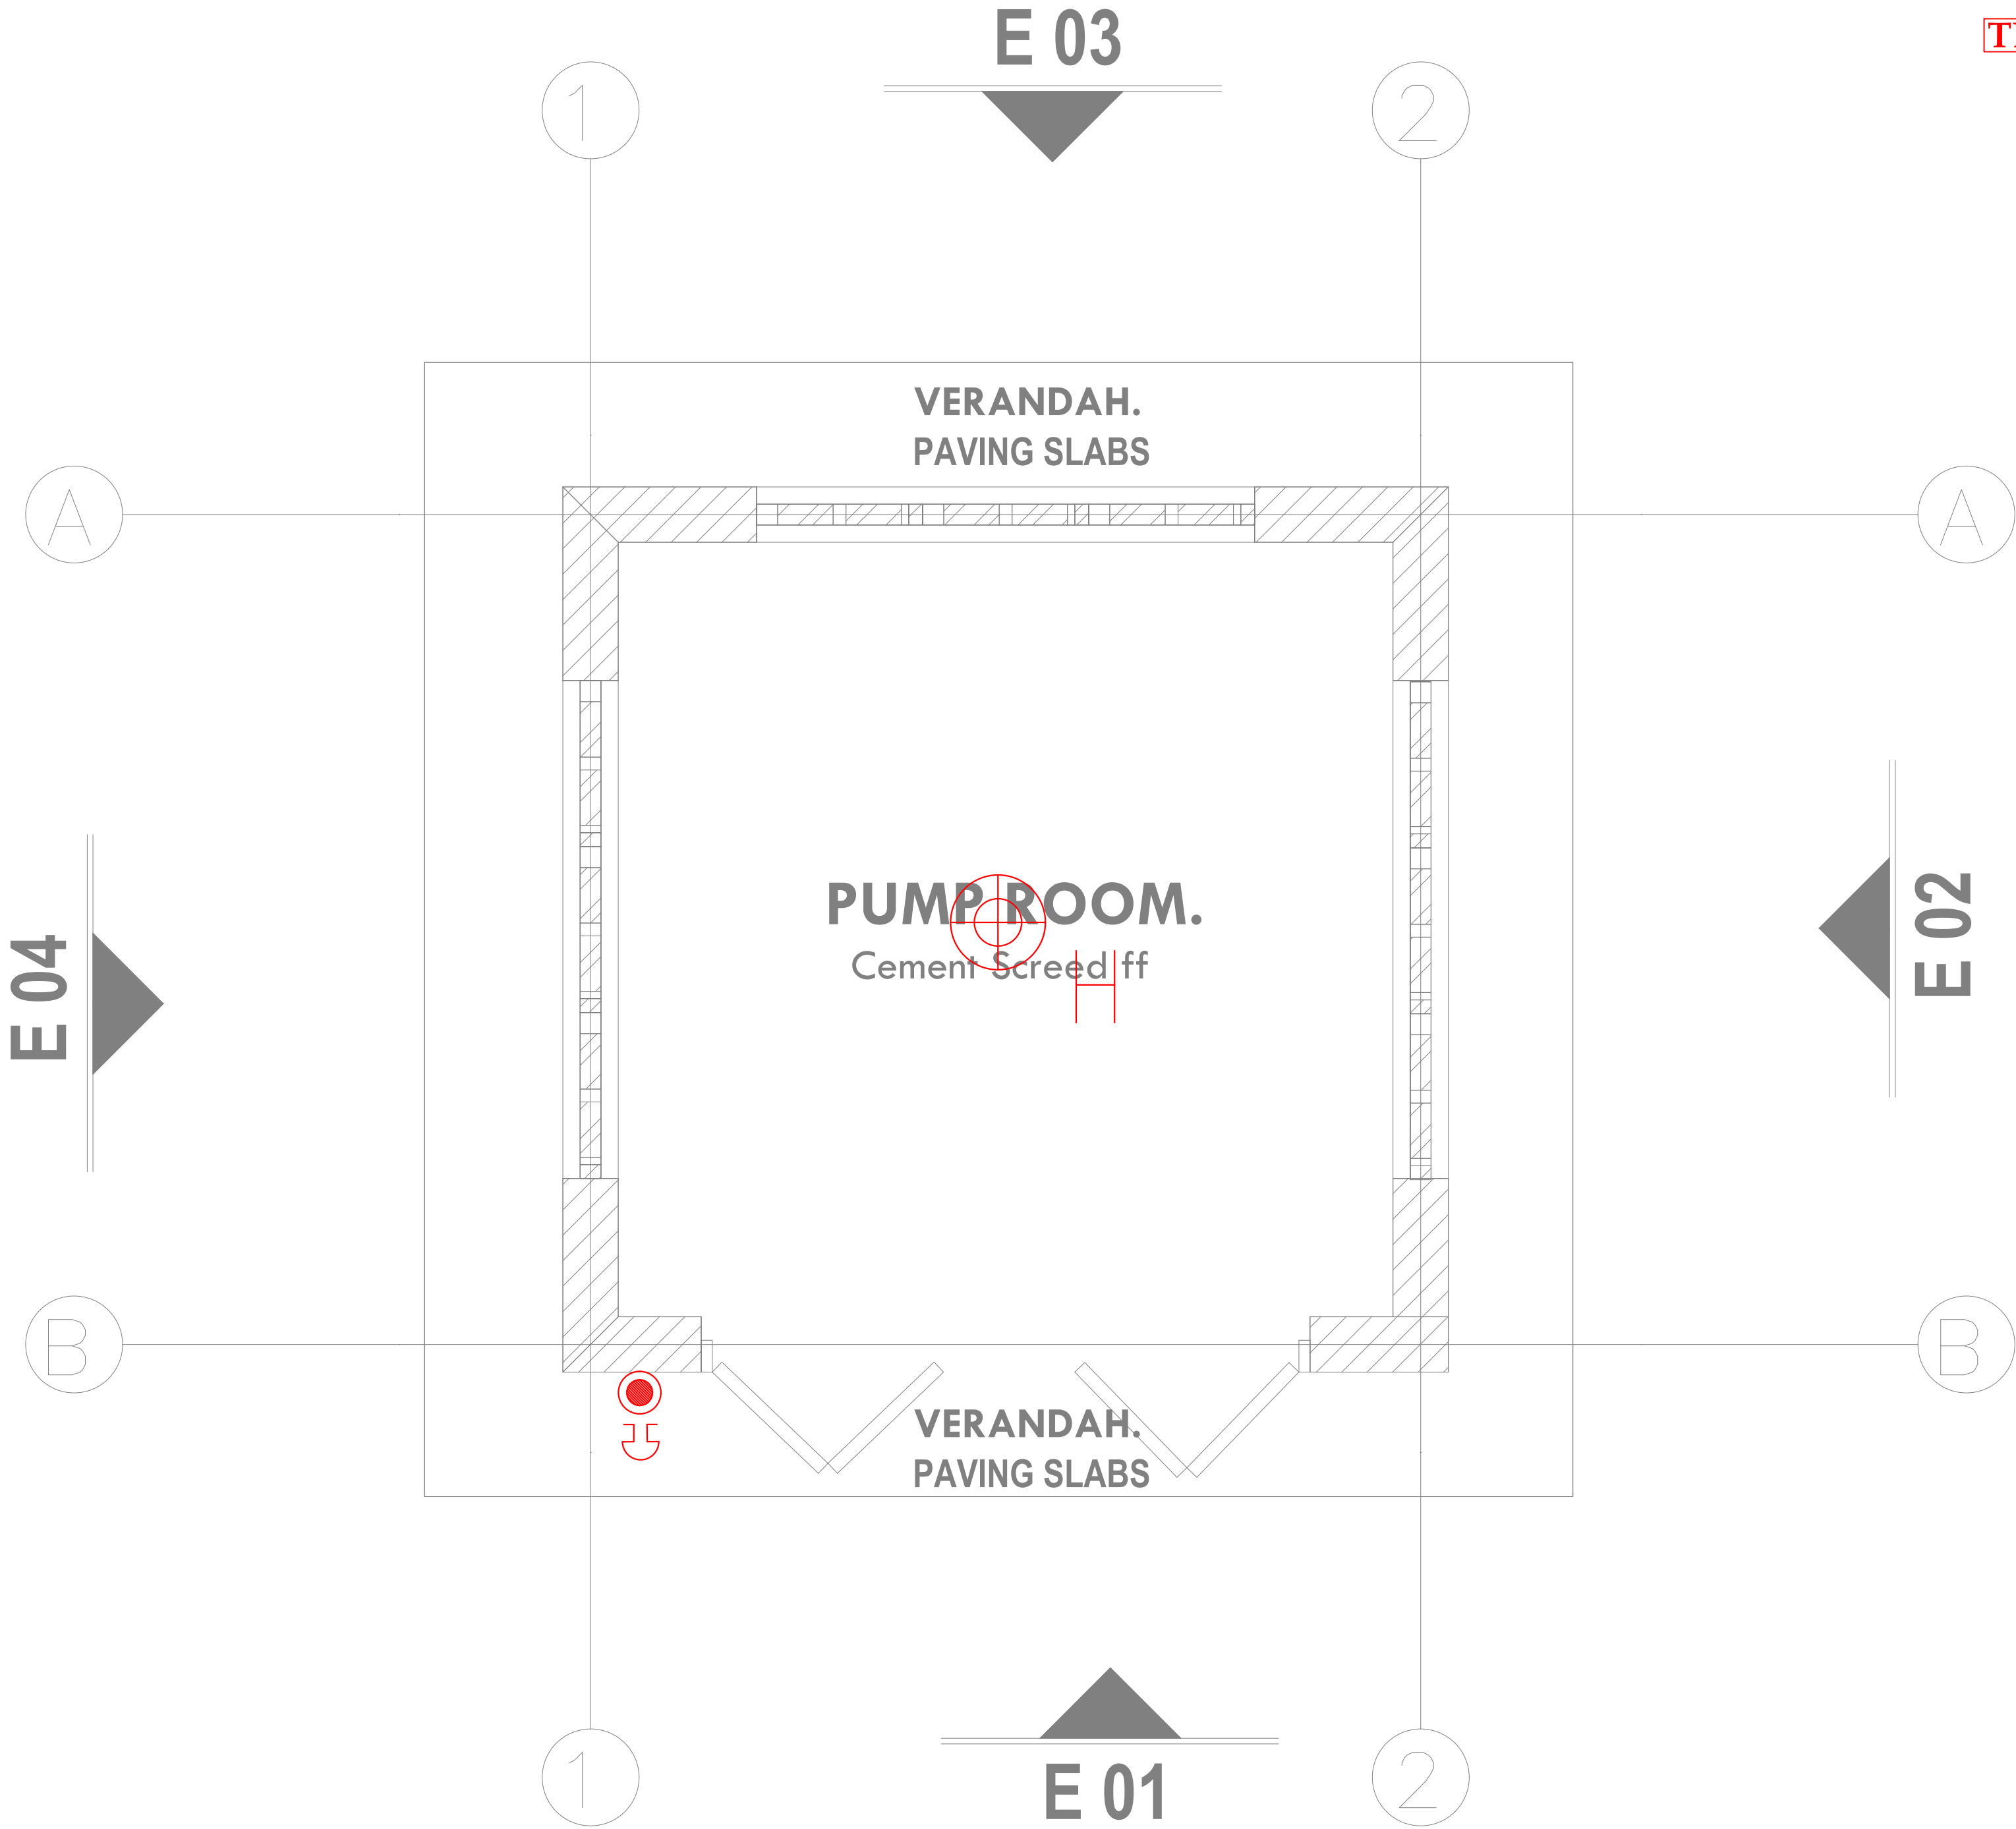 E 03
1
2
VERANDAH.
PAVING SLABS
A
A
PUMP ROOM.
Cement Screed ff
H
E 04
E 02
B
B
VERANDAH.
PAVING SLABS
1
2
E 01